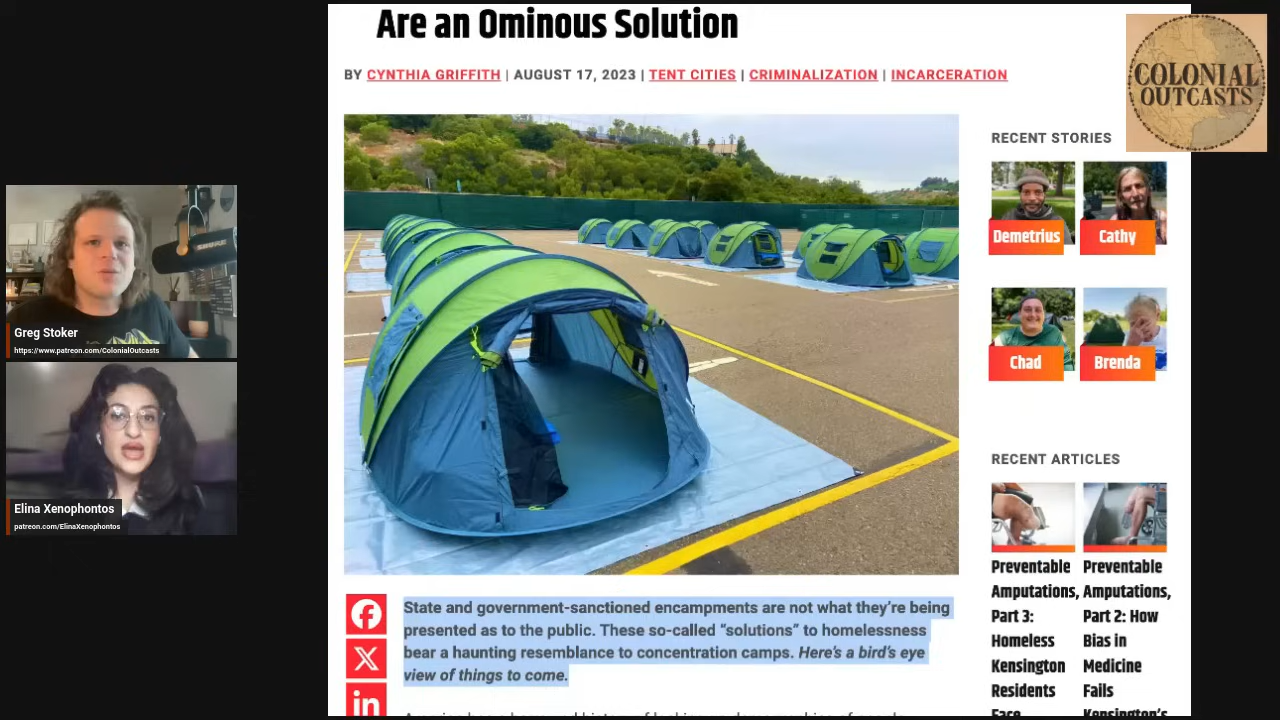 Are an Ominous Solution
BY CYNTHIA GRIFFITH | AUGUST 17, 2023 | TENT CITIES | CRIMINALIZATION | INCARCERATION
COLONIAL
OUTCASTS
RECENT STORIES
Demetrius
Cathy
Chad
Brenda
SHURE
Greg Stoker
https://www.patreon.com/ColonialOutcasts
Elina Xenophontos
patreon.com/ElinaXenophontos
State and government-sanctioned encampments are not what they’re being
presented as to the public. These so-called “solutions” to homelessness
bear a haunting resemblance to concentration camps. Here’s a bird’s eye
view of things to come.
RECENT ARTICLES
Preventable
Amputations,
Part 3:
Homeless
Kensington
Residents
Face
Preventable
Amputations,
Part 2: How
Bias in
Medicine
Fails
Kensington’s